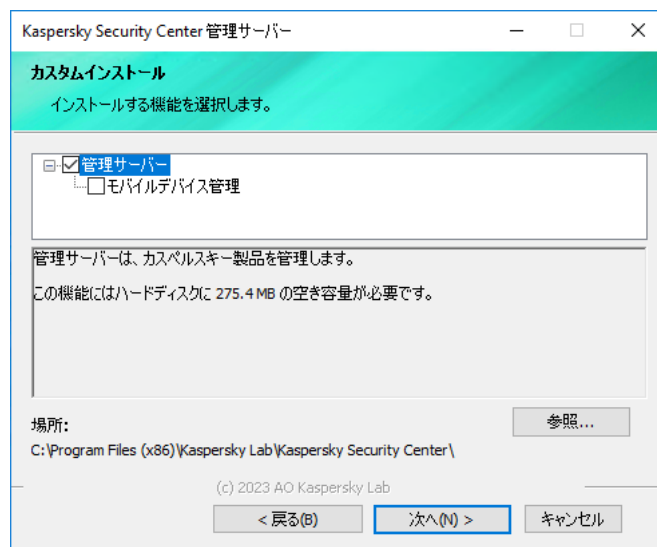 Kaspersky Security Center 管理サーバー
カスタムインストール
インストールする機能を選択します。
管理サーバー
モバイルデバイス管理
管理サーバーは、カスペルスキー製品を管理します。
この機能にはハードディスクに 275.4 MB の空き容量が必要です。
場所:
参照...
C:\Program Files (x86)\Kaspersky Lab\Kaspersky Security Center\
(c) 2023 AO Kaspersky Lab
< 戻る(B) 次へ(N) > キャンセル